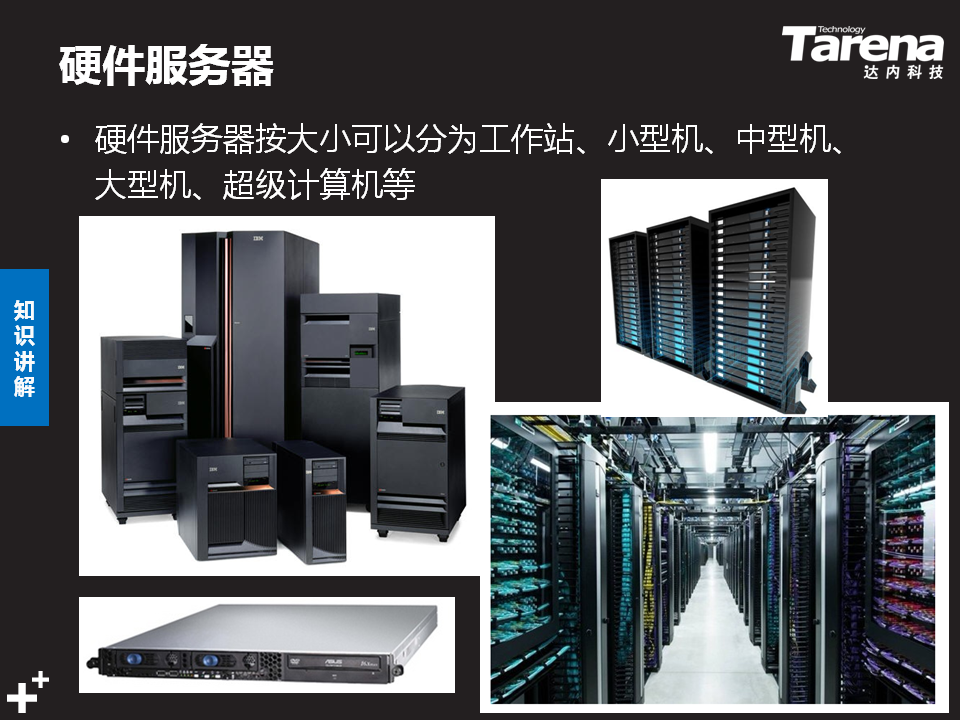 硬件服务器
Technology
Tarena
达内科技
• 硬件服务器按大小可以分为工作站、小型机、中型机、
大型机、超级计算机等
知识讲解
IBM
IBM
IBM
IBM
IBM
IBM
ASUS